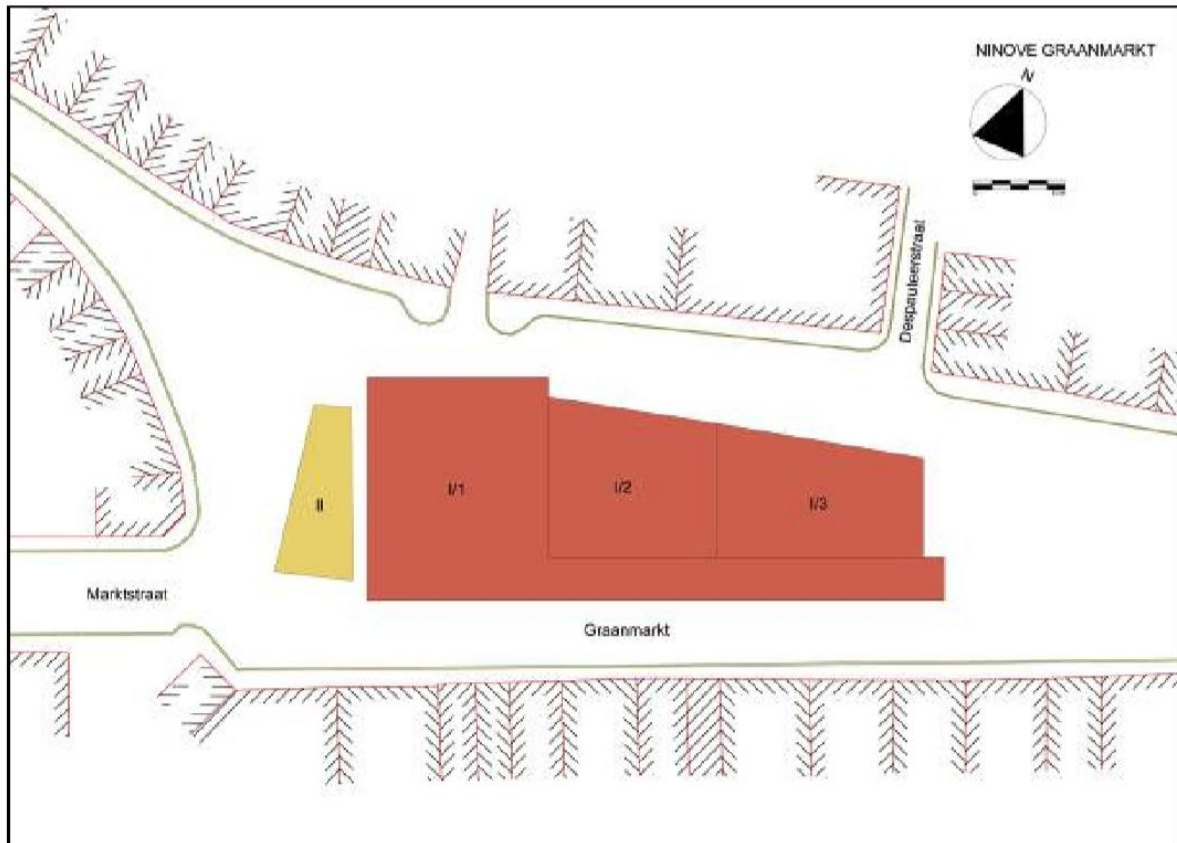 NINOVE GRAANMARKT
N
Despauteerstraat
I/1
I/2
I/3
II
Marktstraat
Graanmarkt